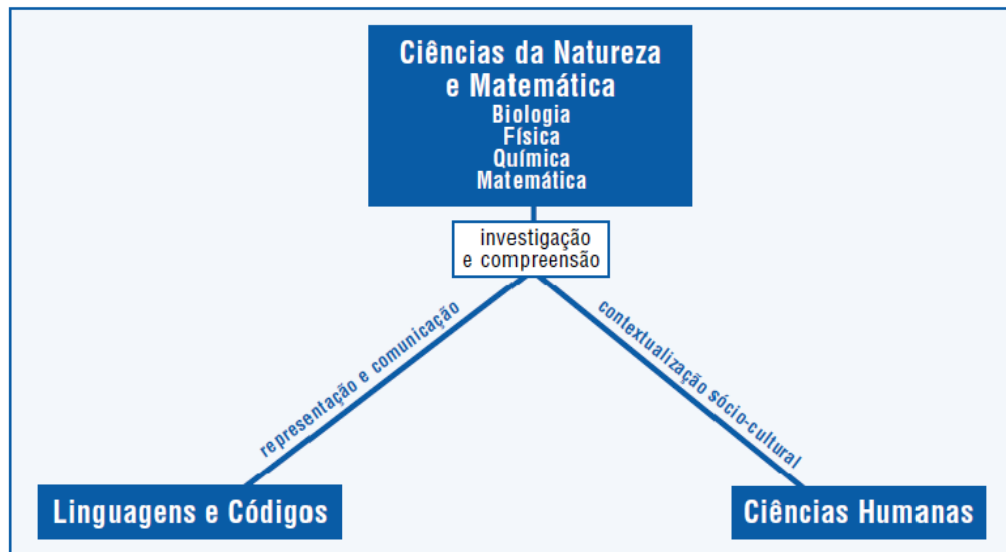 Ciências da Natureza
e Matemática
Biologia
Física
Química
Matemática
investigação
e compreensão
representação e comunicação
contextualização sócio-cultural
Linguagens e Códigos
Ciências Humanas